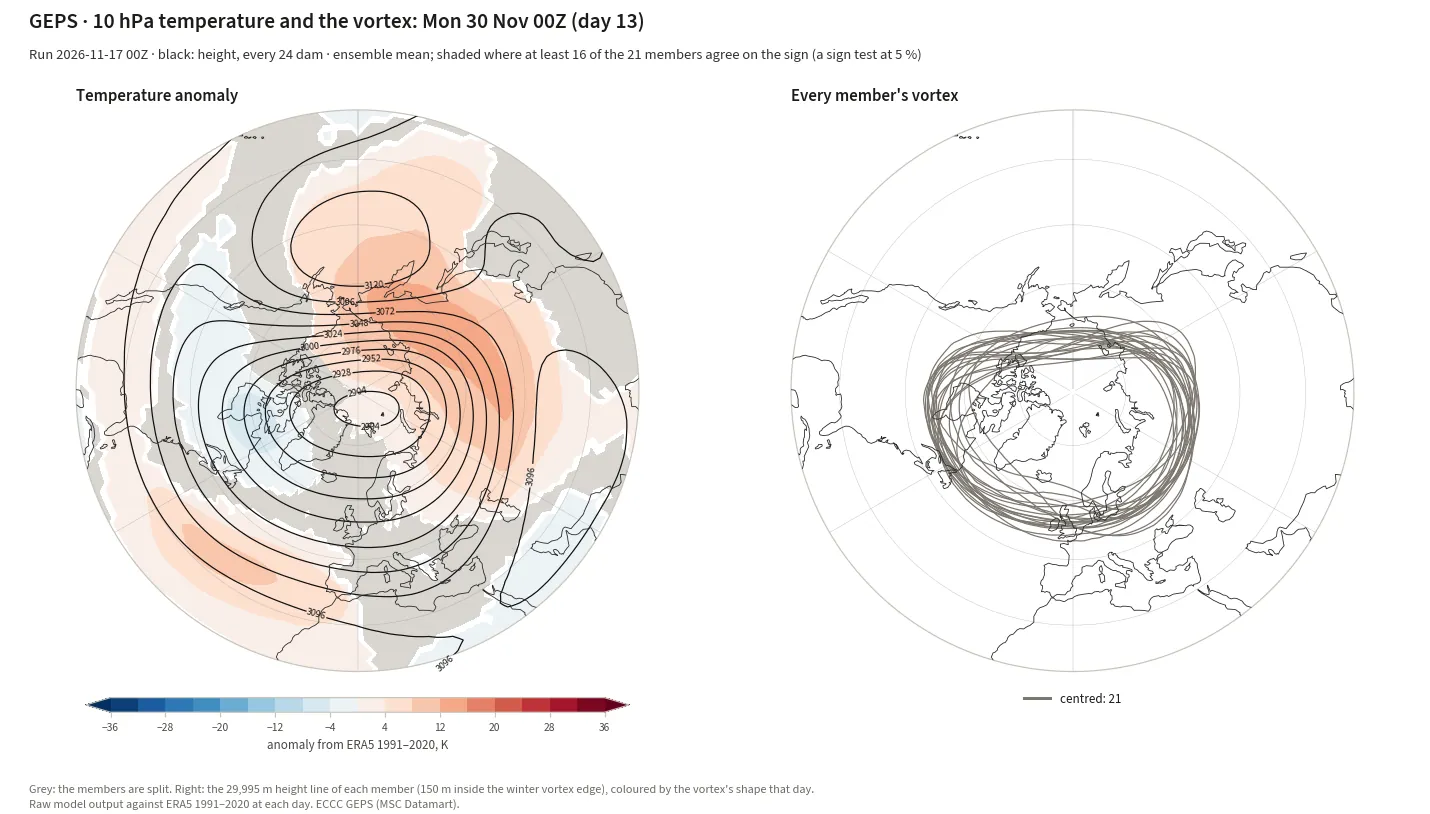 GEPS · 10 hPa temperature and the vortex: Mon 30 Nov 00Z (day 13)
Run 2026-11-17 00Z · black: height, every 24 dam · ensemble mean; shaded where at least 16 of the 21 members agree on the sign (a sign test at 5 %)
Temperature anomaly
Every member's vortex
3120
3096
3072
3048
3024
3000
2976
2952
2928
2904
2904
3096
3096
3096
−36 −28 −20 −12 −4 4 12 20 28 36
anomaly from ERA5 1991–2020, K
centred: 21
Grey: the members are split. Right: the 29,995 m height line of each member (150 m inside the winter vortex edge), coloured by the vortex's shape that day.
Raw model output against ERA5 1991–2020 at each day. ECCC GEPS (MSC Datamart).